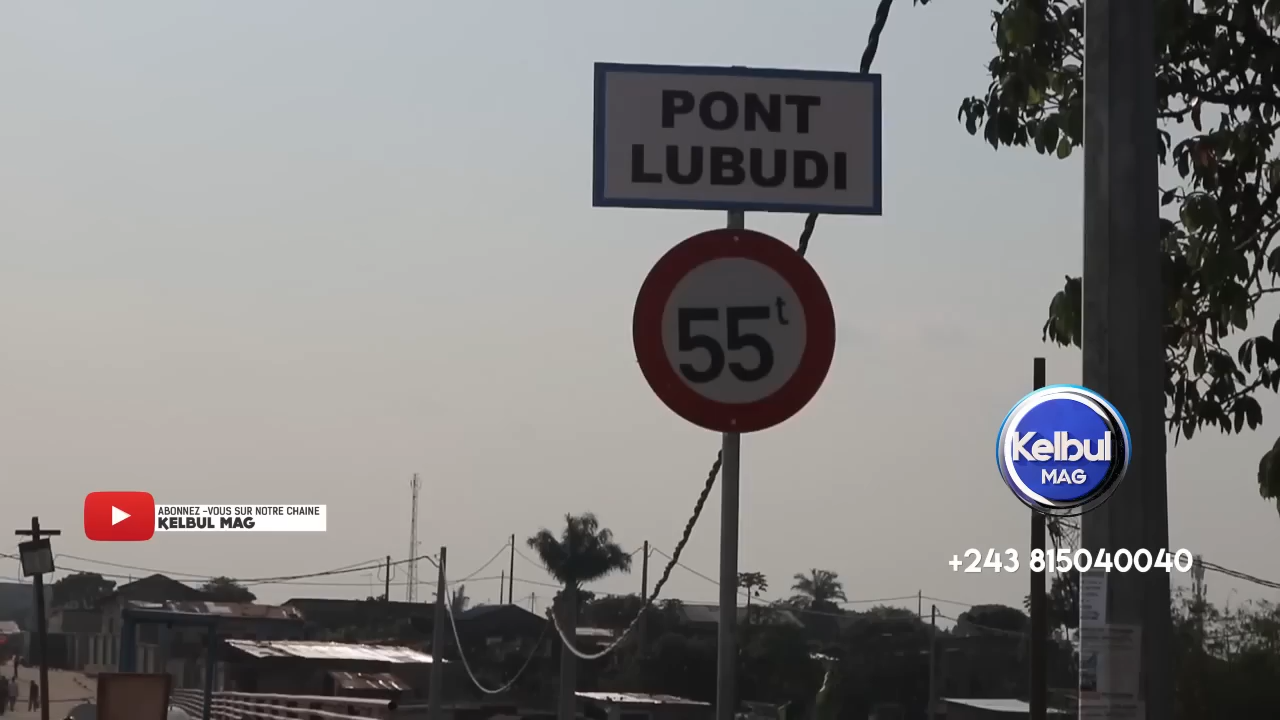 PONT
LUBUDI
55t
Kelbul
MAG
ABONNEZ -VOUS SUR NOTRE CHAINE
KELBUL MAG
+243 815040040